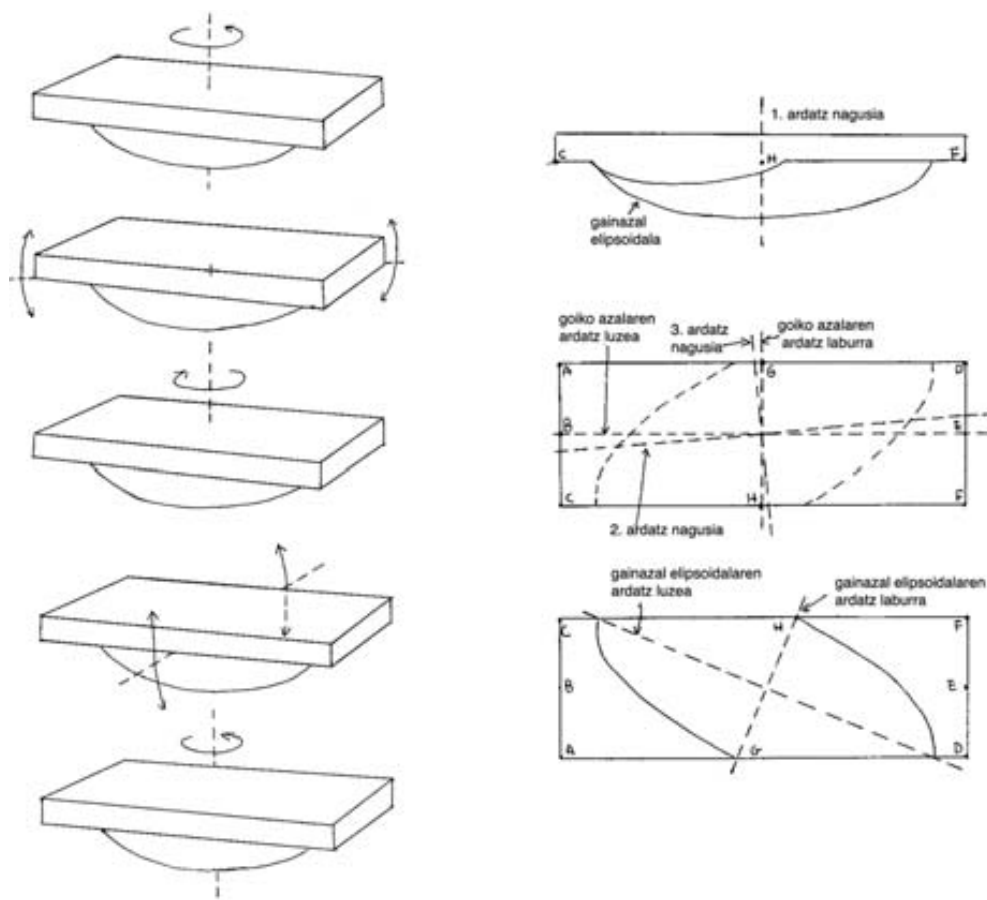 1. ardatz nagusia
C
H
F
gainazal
elipsoidala
goiko azalaren
ardatz luzea
3. ardatz
nagusia
goiko azalaren
ardatz laburra
A
G
D
B
E
C
H
F
2. ardatz nagusia
gainazal elipsoidalaren
ardatz luzea
gainazal elipsoidalaren
ardatz laburra
C
H
F
B
E
A
G
D